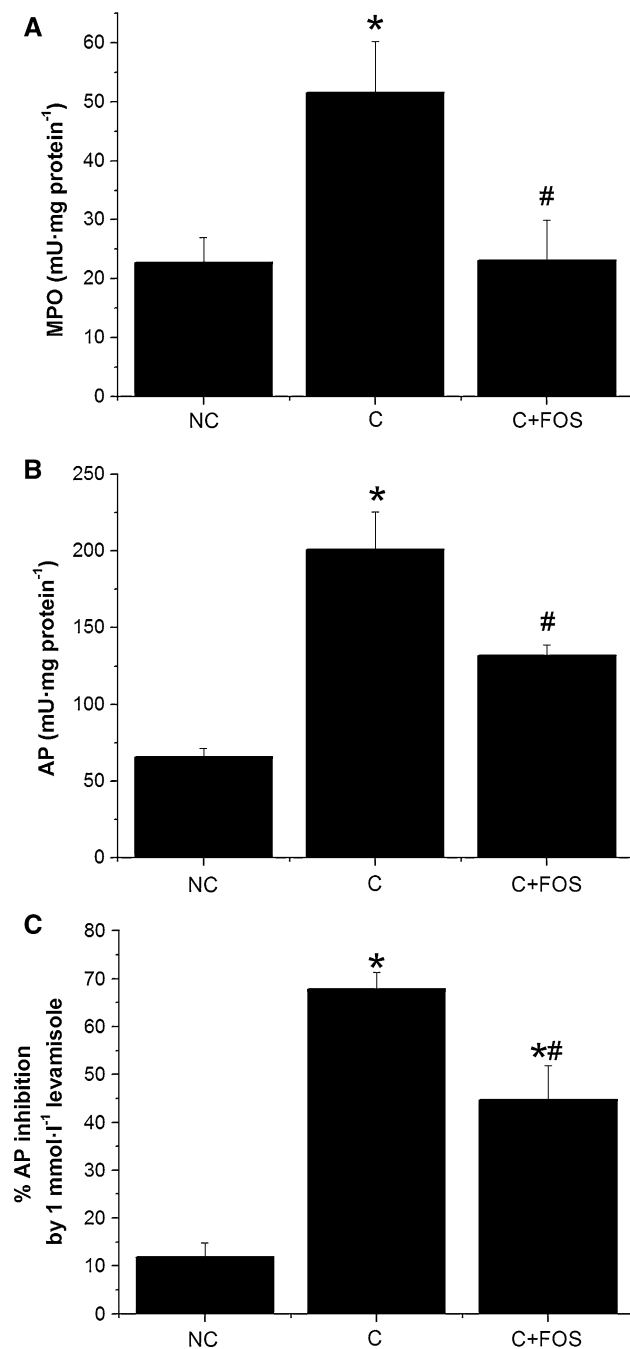 A
MPO (mU·mg protein⁻¹)
60
50
40
30
20
10
0
*
#
NC
C
C+FOS
B
AP (mU·mg protein⁻¹)
250
200
150
100
50
0
*
#
NC
C
C+FOS
C
% AP inhibition
by 1 mmol·l⁻¹ levamisole
80
70
60
50
40
30
20
10
0
*
*#
NC
C
C+FOS